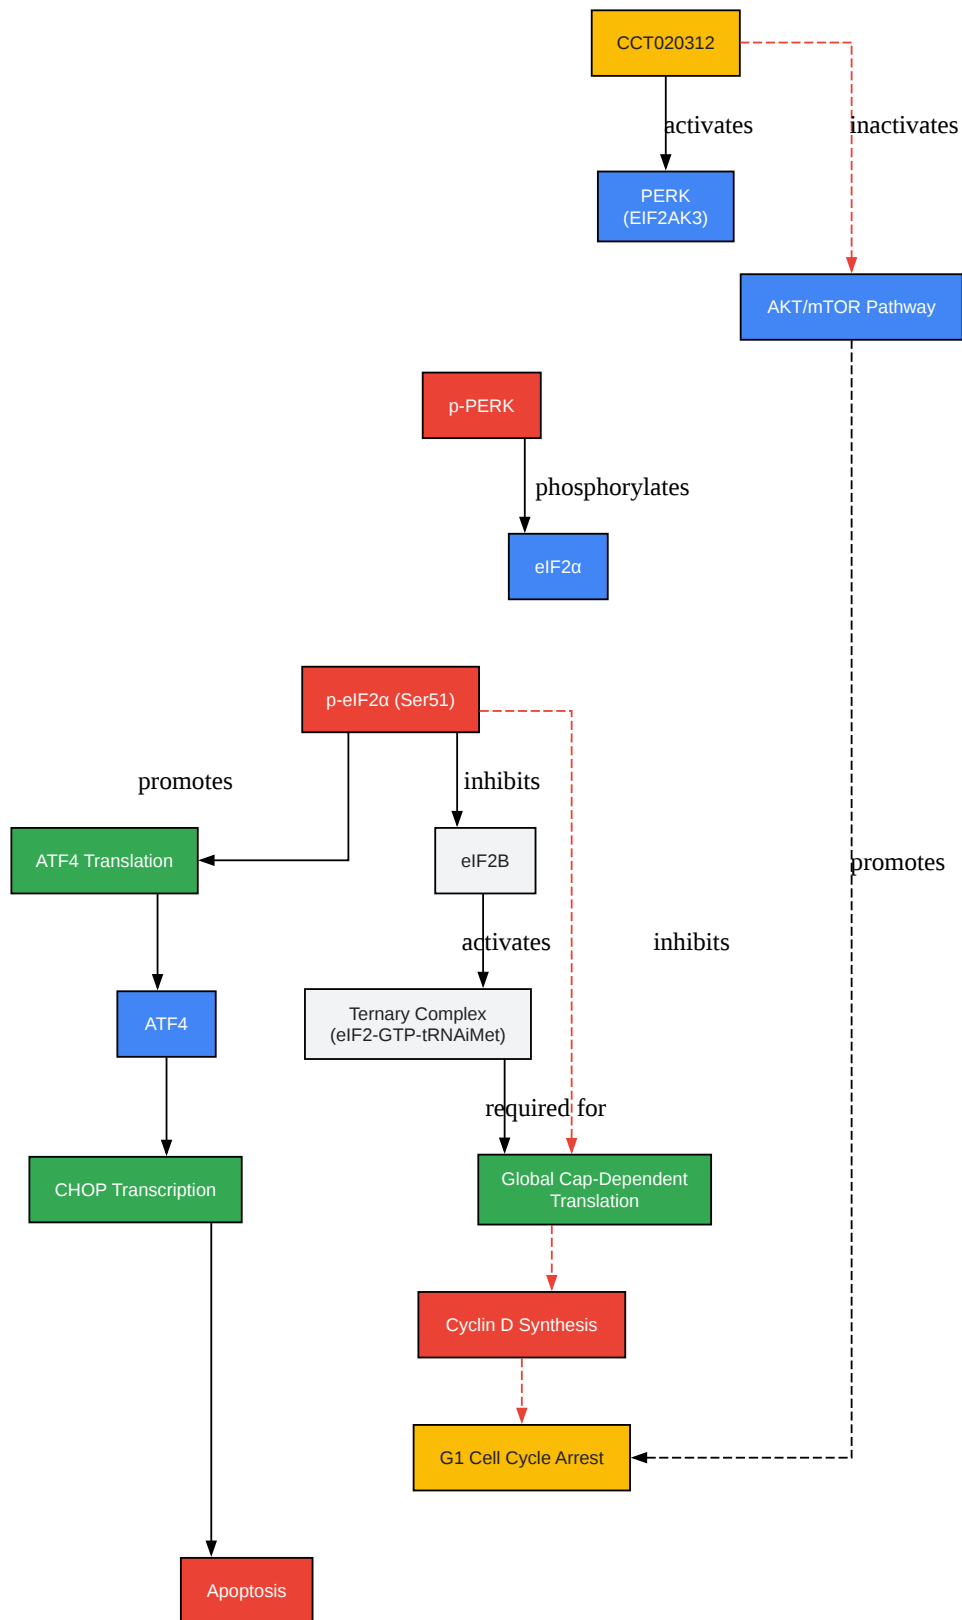 CCT020312
activates
inactivates
PERK
(EIF2AK3)
AKT/mTOR Pathway
p-PERK
phosphorylates
eIF2α
p-eIF2α (Ser51)
promotes
inhibits
ATF4 Translation
eIF2B
promotes
activates
inhibits
ATF4
Ternary Complex
(eIF2-GTP-tRNAiMet)
required for
CHOP Transcription
Global Cap-Dependent
Translation
Cyclin D Synthesis
G1 Cell Cycle Arrest
Apoptosis